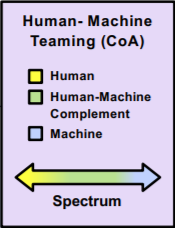 Human- Machine
Teaming (CoA)
Human
Human-Machine
Complement
Machine
Spectrum